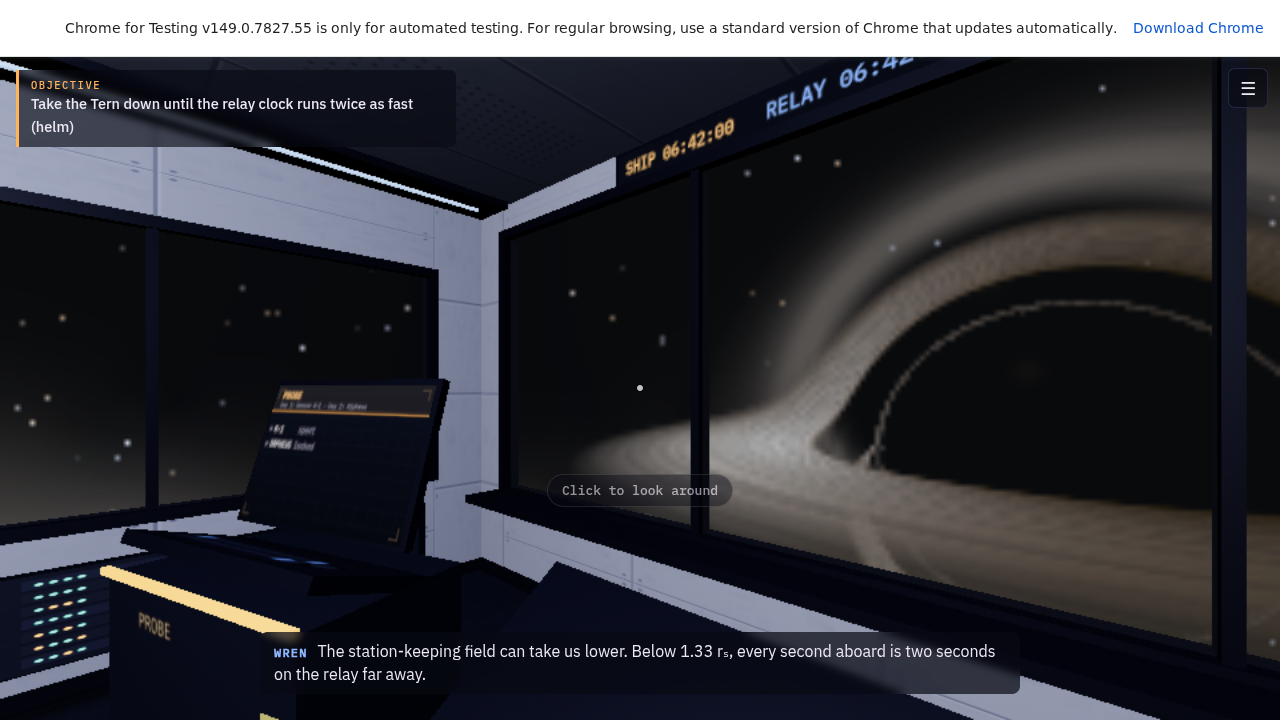 Chrome for Testing v149.0.7827.55 is only for automated testing. For regular browsing, use a standard version of Chrome that updates automatically. Download Chrome
OBJECTIVE
Take the Tern down until the relay clock runs twice as fast
(helm)
☰
SHIP 06:42:00 RELAY 06:42
PROBE
spent
ORPHEUS locked
Click to look around
PROBE
WREN The station-keeping field can take us lower. Below 1.33 rₛ, every second aboard is two seconds
on the relay far away.